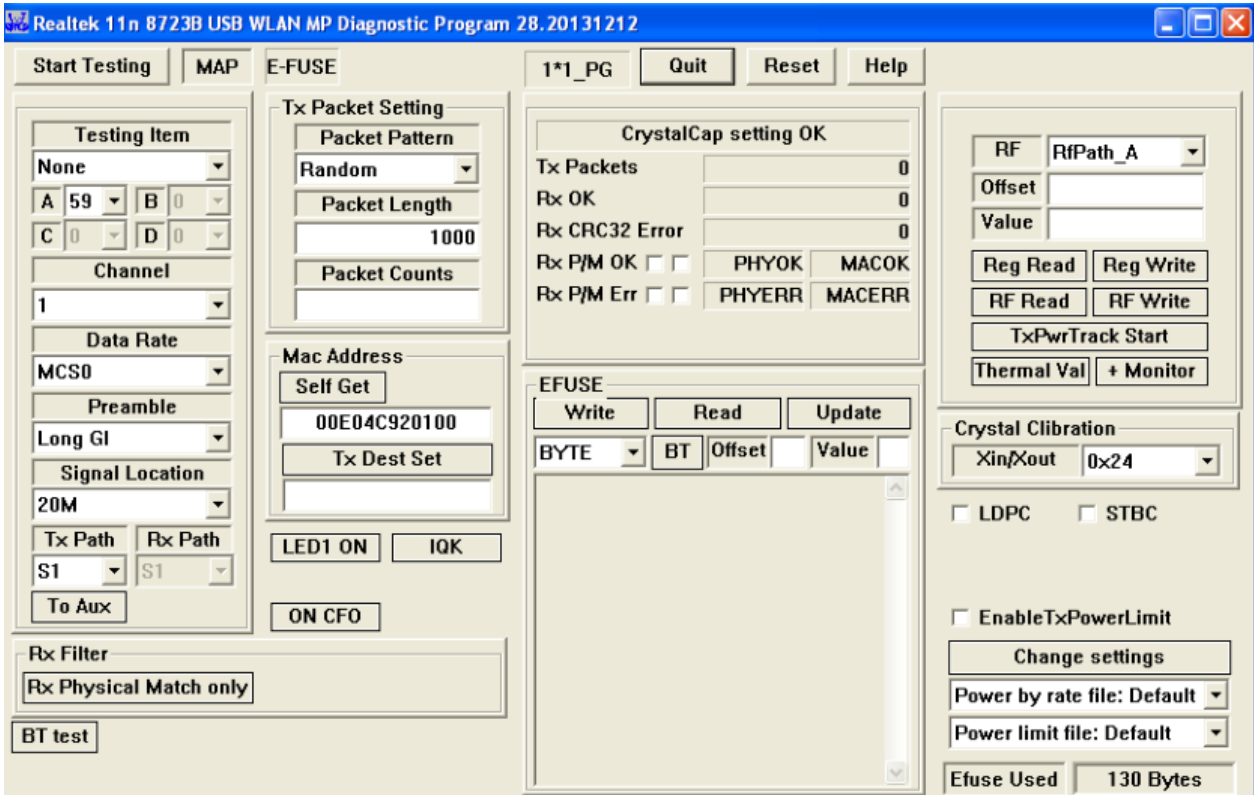 Realtek 11n 8723B USB WLAN MP Diagnostic Program 28.20131212
Start Testing MAP E-FUSE 1*1_PG Quit Reset Help
Testing Item
None
A 59 B 0
C 0 D 0
Channel
1
Data Rate
MCS0
Preamble
Long GI
Signal Location
20M
Tx Path Rx Path
S1 S1
To Aux
Rx Filter
Rx Physical Match only
BT test
Tx Packet Setting
Packet Pattern
Random
Packet Length
1000
Packet Counts
Mac Address
Self Get
00E04C920100
Tx Dest Set
LED1 ON IQK
ON CFO
CrystalCap setting OK
Tx Packets 0
Rx OK 0
Rx CRC32 Error 0
Rx P/M OK PHYOK MACOK
Rx P/M Err PHYERR MACERR
EFUSE
Write Read Update
BYTE BT Offset Value
RF RfPath_A
Offset
Value
Reg Read Reg Write
RF Read RF Write
TxPwrTrack Start
Thermal Val + Monitor
Crystal Clibration
Xin/Xout 0x24
LDPC STBC
EnableTxPowerLimit
Change settings
Power by rate file: Default
Power limit file: Default
Efuse Used 130 Bytes